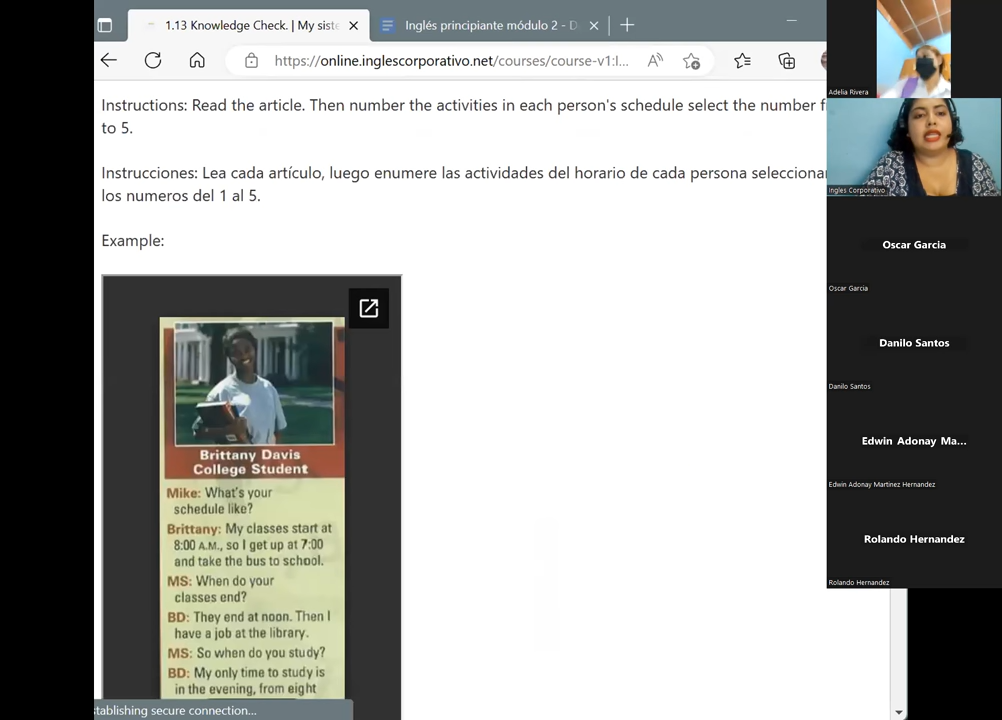 1.13 Knowledge Check. | My siste
Inglés principiante módulo 2 - D
https://online.inglescorporativo.net/courses/course-v1:I...
Instructions: Read the article. Then number the activities in each person's schedule select the number f
to 5.
Instrucciones: Lea cada artículo, luego enumere las actividades del horario de cada persona selecciona
los numeros del 1 al 5.
Example:
Brittany Davis
College Student
Mike: What's your
schedule like?
Brittany: My classes start at
8:00 A.M., so I get up at 7:00
and take the bus to school.
MS: When do your
classes end?
BD: They end at noon. Then I
have a job at the library.
MS: So when do you study?
BD: My only time to study is
in the evening, from eight
stablishing secure connection...
Adelia Rivera
Ingles Corporativo
Oscar Garcia
Oscar Garcia
Danilo Santos
Danilo Santos
Edwin Adonay Ma...
Edwin Adonay Martinez Hernandez
Rolando Hernandez
Rolando Hernandez